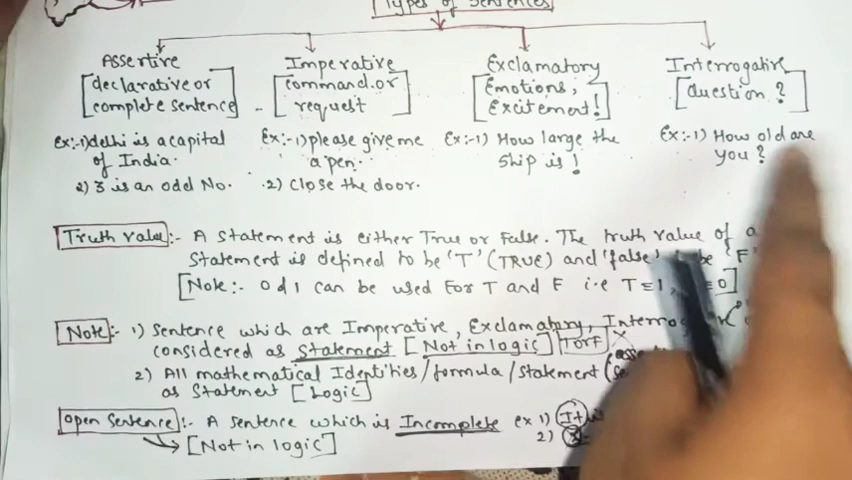 Types of Sentences
Assertive
[declarative or
complete sentence]
Ex:-1) delhi is a capital
of India.
2) 3 is an odd No.
Imperative
[command or
request]
Ex:-1) please give me
a pen.
2) Close the door.
Exclamatory
[Emotions,
Excitement!]
Ex:-1) How large the
Ship is!
Interrogative
[Question ?]
Ex:-1) How old are
you ?
Truth value :- A Statement is either True or False. The truth value of a
Statement is defined to be 'T' (TRUE) and 'false' be 'F'
[Note :- 0 d 1 can be used For T and F i.e T≡1, ≡0]
Note :- 1) Sentence which are Imperative, Exclamatory,
considered as Statement [Not in logic] T or F
2) All mathematical Identities/formula/statement
as Statement [Logic]
Open Sentence :- A sentence which is Incomplete ex 1) It
→ [Not in logic] 2)